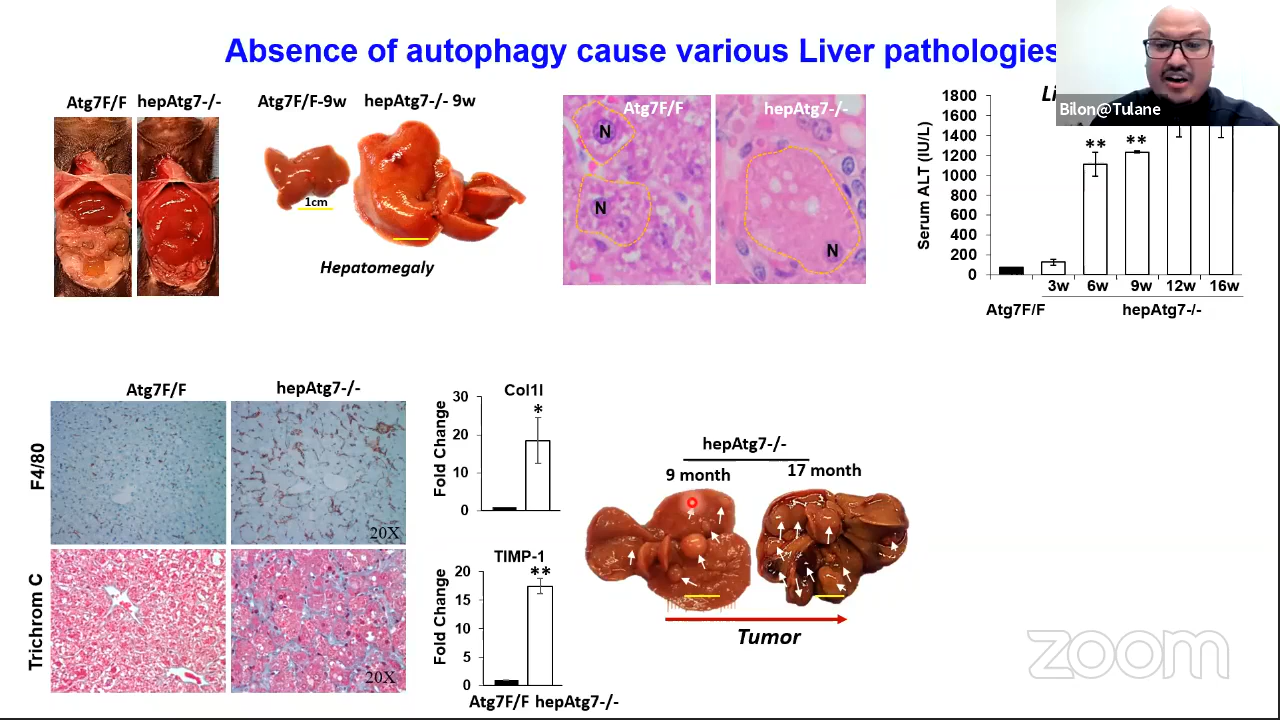 Absence of autophagy cause various Liver pathologies
Bilon@Tulane
Atg7F/F hepAtg7-/-
Atg7F/F-9w hepAtg7-/- 9w
1cm
Hepatomegaly
Atg7F/F hepAtg7-/-
N
N
N
Serum ALT (IU/L)
1800
1600
1400
1200
1000
800
600
400
200
0
** **
3w 6w 9w 12w 16w
Atg7F/F hepAtg7-/-
Atg7F/F hepAtg7-/-
F4/80
20X
Trichrom C
20X
Col1I
Fold Change
30
20
10
0
*
TIMP-1
Fold Change
20
15
10
5
0
**
Atg7F/F hepAtg7-/-
hepAtg7-/-
9 month 17 month
Tumor
zoom